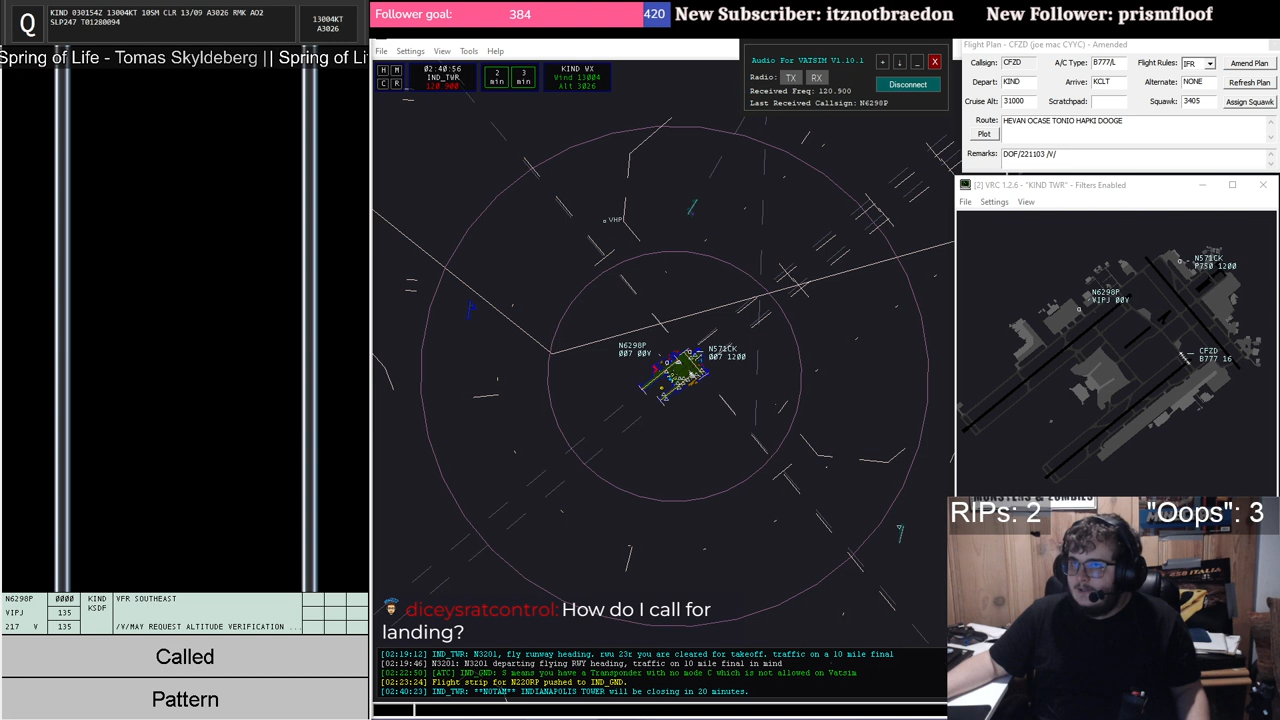 Q
KIND 030154Z 13004KT 10SM CLR 13/09 A3026 RMK AO2
SLP247 T01280094
13004KT
A3026
Spring of Life - Tomas Skyldeberg || Spring of Li
N6298P 0000 KIND VFR SOUTHEAST
VIPJ 135 KSDF
217 V 135 /V/MAY REQUEST ALTITUDE VERIFICATION ...
Called
Pattern
Follower goal: 384 420 New Subscriber: itznotbraedon New Follower: prismfloof
File Settings View Tools Help
H M
C R
02:40:56
IND_TWR
120.900
2
min
3
min
KIND WX
Wind 13004
Alt 3026
Audio For VATSIM V1.10.1
+ ↓ _ X
Radio: TX RX
Received Freq: 120.900
Last Received Callsign: N6298P
Disconnect
VHP
N6298P
007 00V
N571CK
007 1200
diceysratcontrol: How do I call for
landing?
[02:19:12] IND_TWR: N3201, fly runway heading. rwu 23r you are cleared for takeoff. traffic on a 10 mile final
[02:19:46] N3201: N3201 departing flying RWY heading, traffic on 10 mile final in mind
[02:22:50] [ATC] IND_GND: S means you have a Transponder with no mode C which is not allowed on Vatsim
[02:23:24] Flight strip for N220RP pushed to IND_GND.
[02:40:23] IND_TWR: **NOTAM** INDIANAPOLIS TOWER will be closing in 20 minutes.
Flight Plan - CFZD (joe mac CYYC) - Amended
Callsign: CFZD A/C Type: B777/L Flight Rules: IFR Amend Plan
Depart: KIND Arrive: KCLT Alternate: NONE Refresh Plan
Cruise Alt: 31000 Scratchpad: Squawk: 3405 Assign Squawk
Route: HEVAN OCASE TONIO HAPKI DOOGE
Plot
Remarks: DOF/221103 /V/
[2] VRC 1.2.6 - "KIND TWR" - Filters Enabled
File Settings View
N571CK
P750 1200
N6298P
VIPJ 00V
CFZD
B777 16
MONSTERS & ZOMBIES
RIPs: 2 "Oops": 3